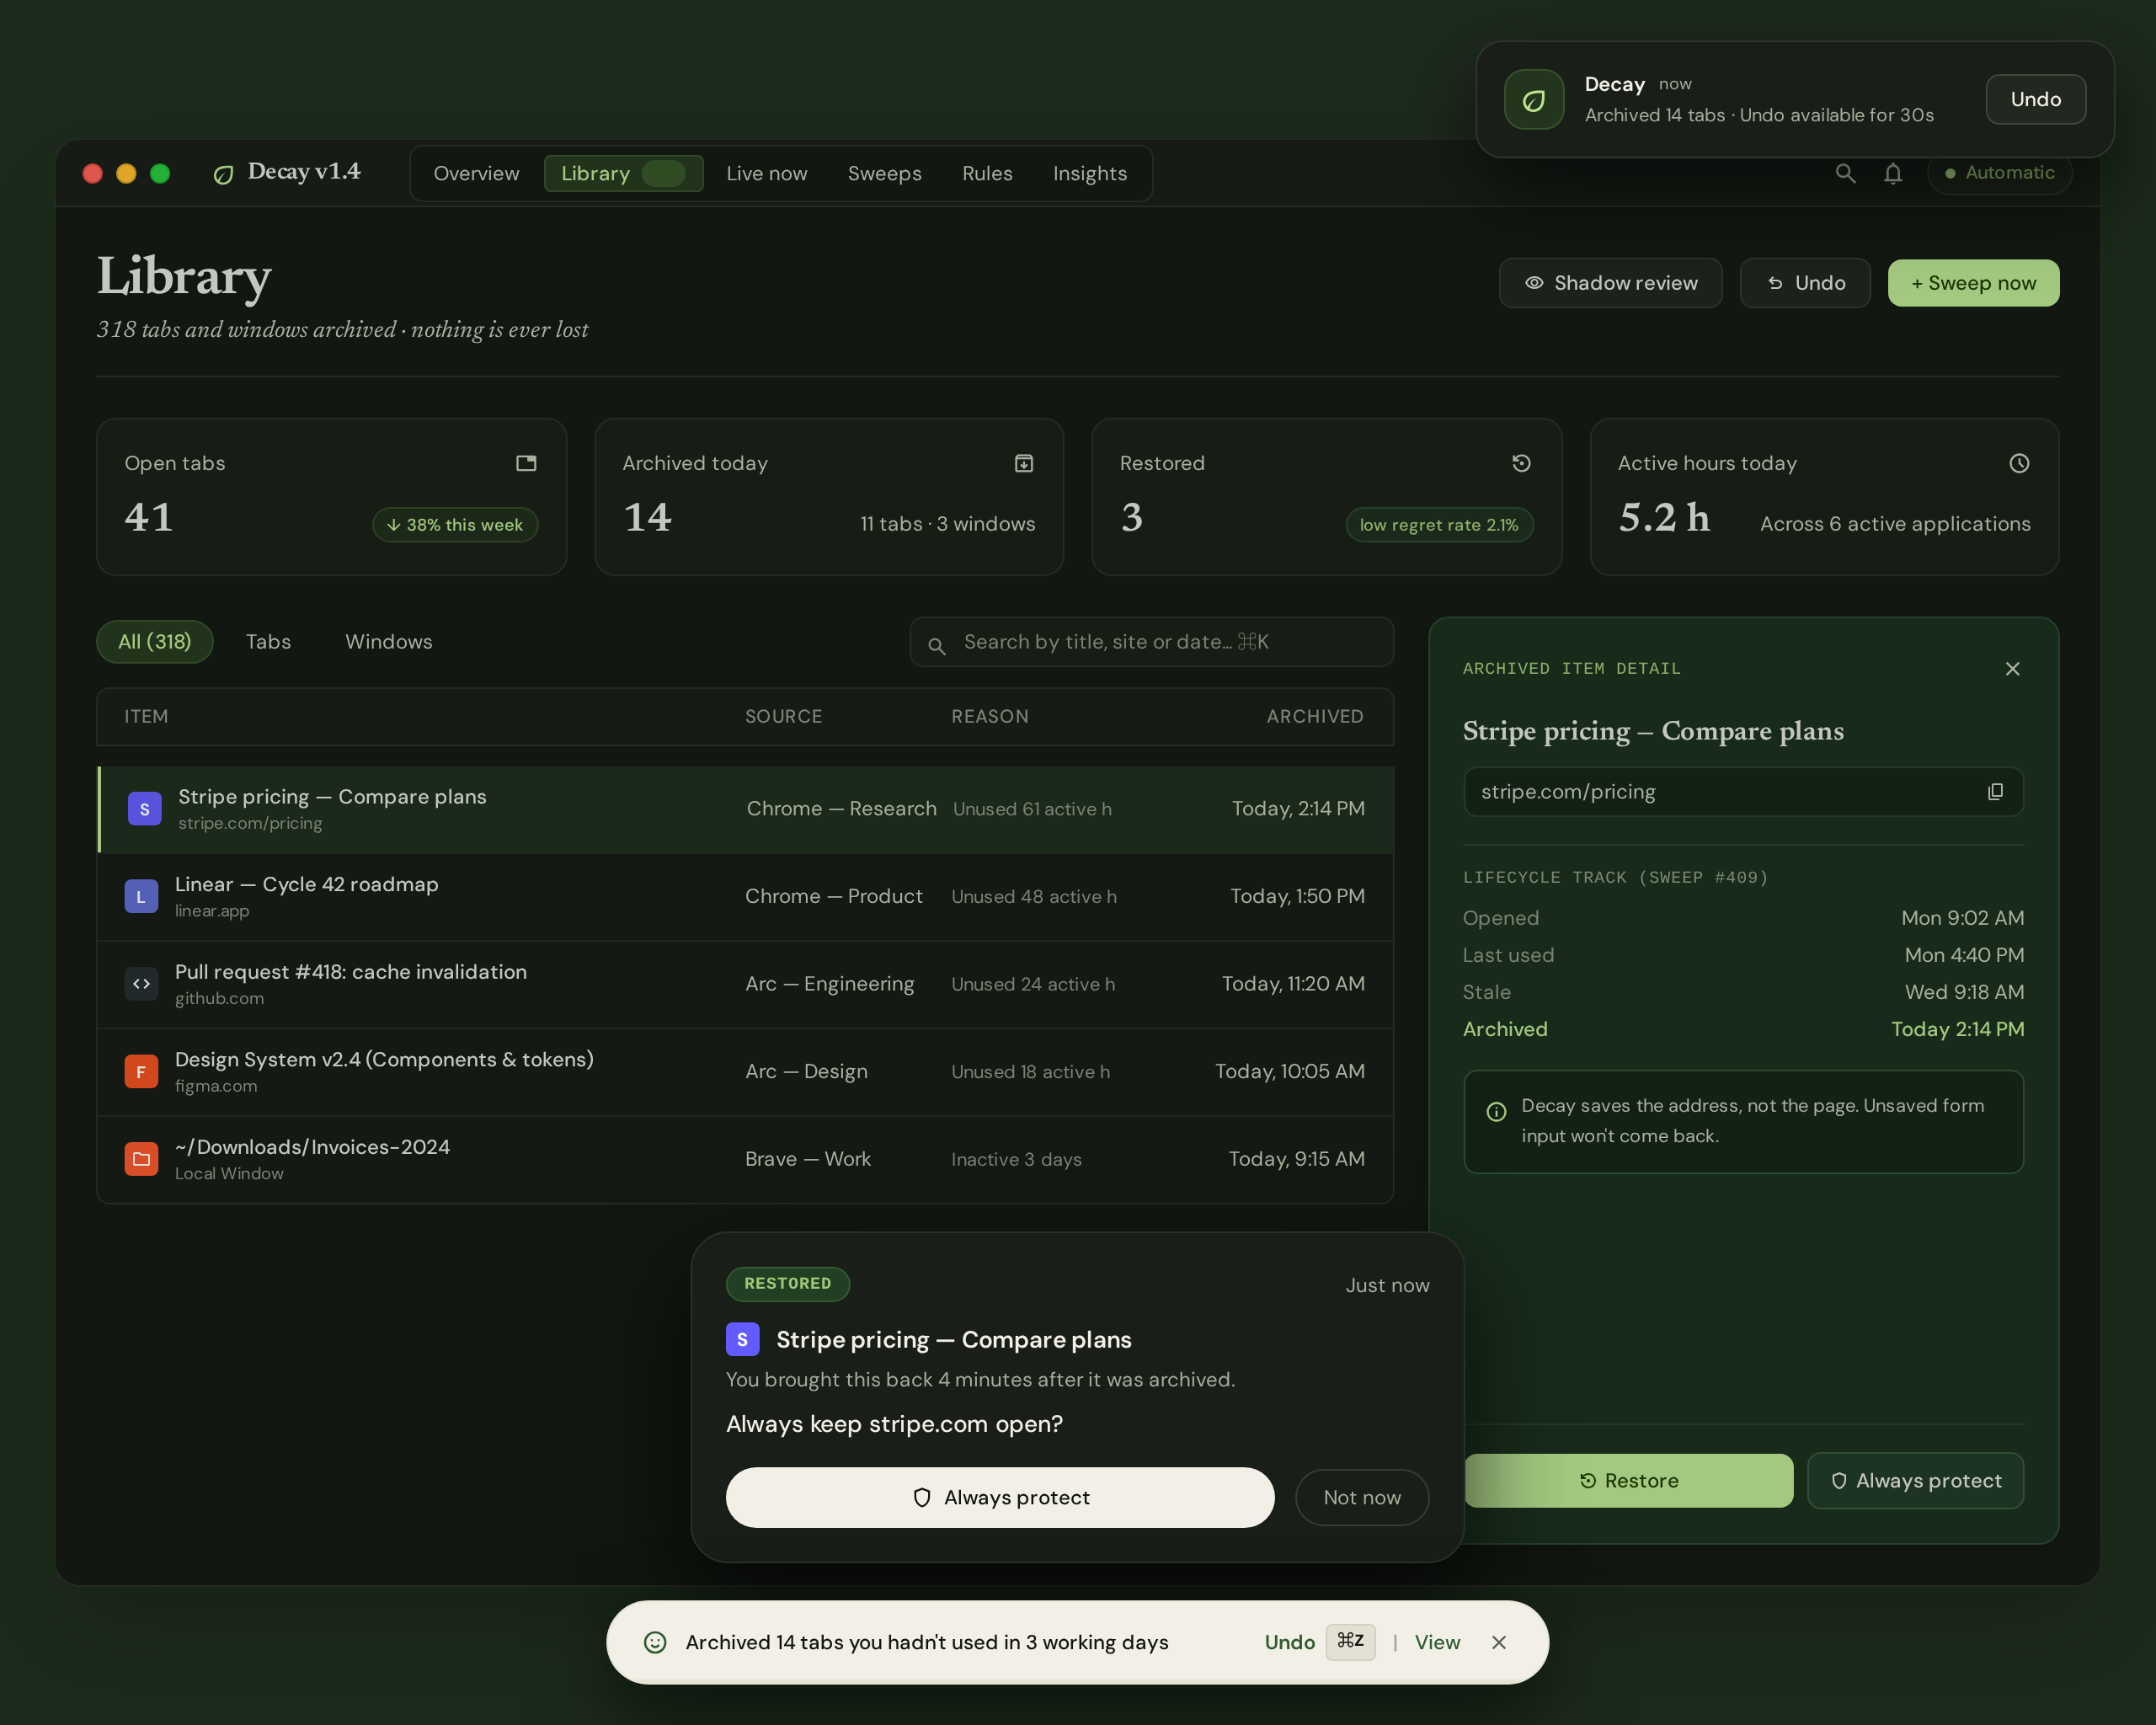 Decay now
Archived 14 tabs · Undo available for 30s
Undo
Decay v1.4
Overview
Library
Live now
Sweeps
Rules
Insights
Automatic
Library
318 tabs and windows archived · nothing is ever lost
Shadow review
Undo
+ Sweep now
Open tabs
41
↓ 38% this week
Archived today
14
11 tabs · 3 windows
Restored
3
low regret rate 2.1%
Active hours today
5.2 h
Across 6 active applications
All (318)
Tabs
Windows
Search by title, site or date... ⌘K
ITEM
SOURCE
REASON
ARCHIVED
S
Stripe pricing — Compare plans
stripe.com/pricing
Chrome — Research
Unused 61 active h
Today, 2:14 PM
L
Linear — Cycle 42 roadmap
linear.app
Chrome — Product
Unused 48 active h
Today, 1:50 PM
Pull request #418: cache invalidation
github.com
Arc — Engineering
Unused 24 active h
Today, 11:20 AM
F
Design System v2.4 (Components & tokens)
figma.com
Arc — Design
Unused 18 active h
Today, 10:05 AM
~/Downloads/Invoices-2024
Local Window
Brave — Work
Inactive 3 days
Today, 9:15 AM
ARCHIVED ITEM DETAIL
Stripe pricing — Compare plans
stripe.com/pricing
LIFECYCLE TRACK (SWEEP #409)
Opened Mon 9:02 AM
Last used Mon 4:40 PM
Stale Wed 9:18 AM
Archived Today 2:14 PM
Decay saves the address, not the page. Unsaved form
input won't come back.
Restore
Always protect
RESTORED
Just now
S
Stripe pricing — Compare plans
You brought this back 4 minutes after it was archived.
Always keep stripe.com open?
Always protect
Not now
Archived 14 tabs you hadn't used in 3 working days
Undo ⌘Z | View